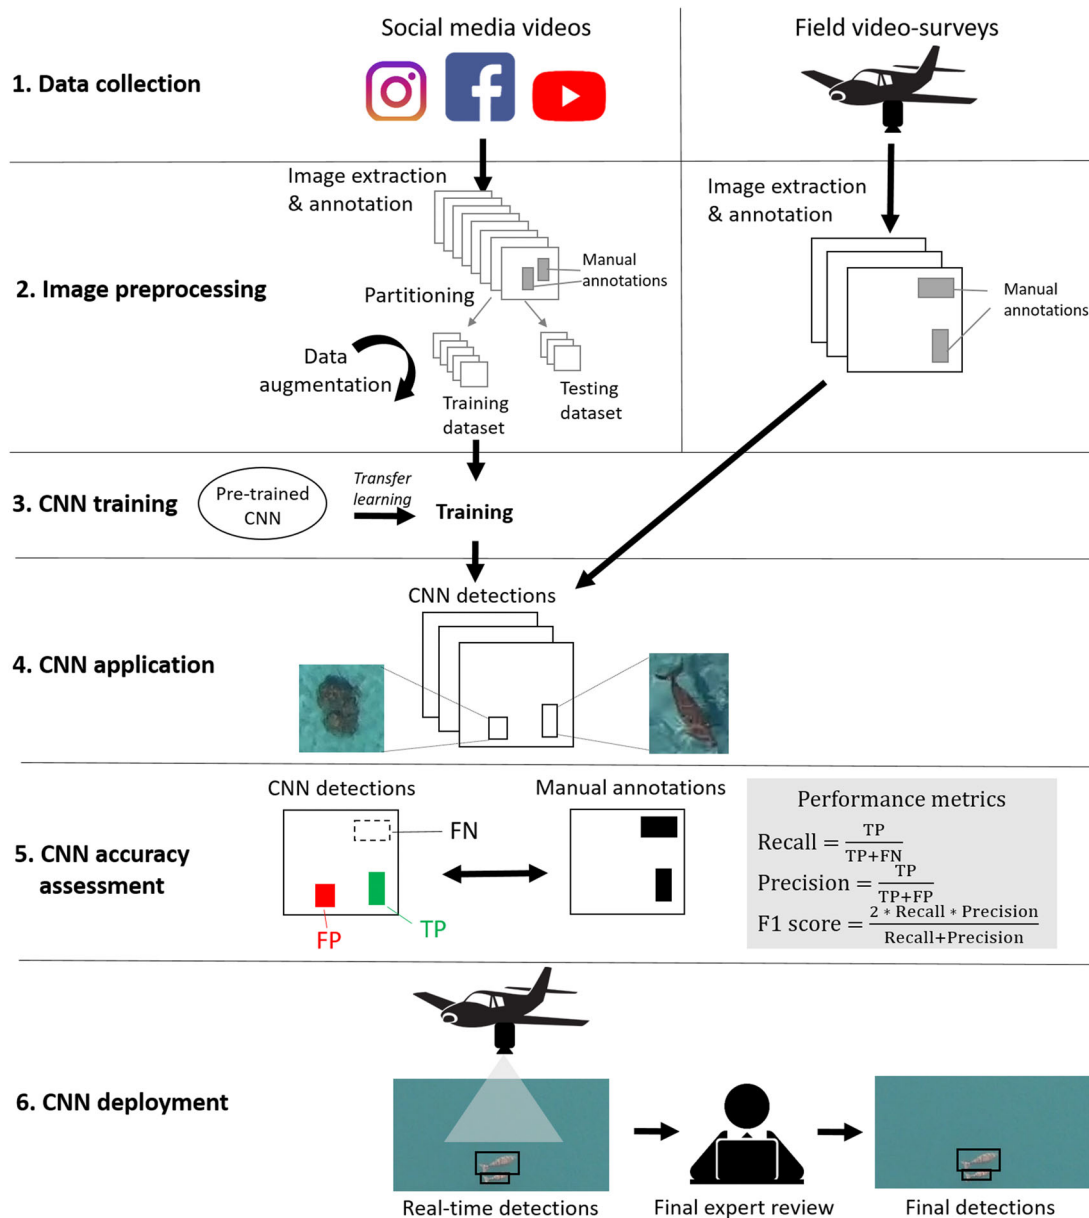 Social media videos
Field video-surveys
1. Data collection
Image extraction
& annotation
Image extraction
& annotation
2. Image preprocessing
Manual
annotations
Partitioning
Manual
annotations
Data
augmentation
Training
dataset
Testing
dataset
3. CNN training
Pre-trained
CNN
Transfer
learning
Training
CNN detections
4. CNN application
CNN detections
Manual annotations
5. CNN accuracy
assessment
FN
FP
TP
Performance metrics
Recall = TP / TP+FN
Precision = TP / TP+FP
F1 score = 2 * Recall * Precision / Recall+Precision
6. CNN deployment
Real-time detections
Final expert review
Final detections